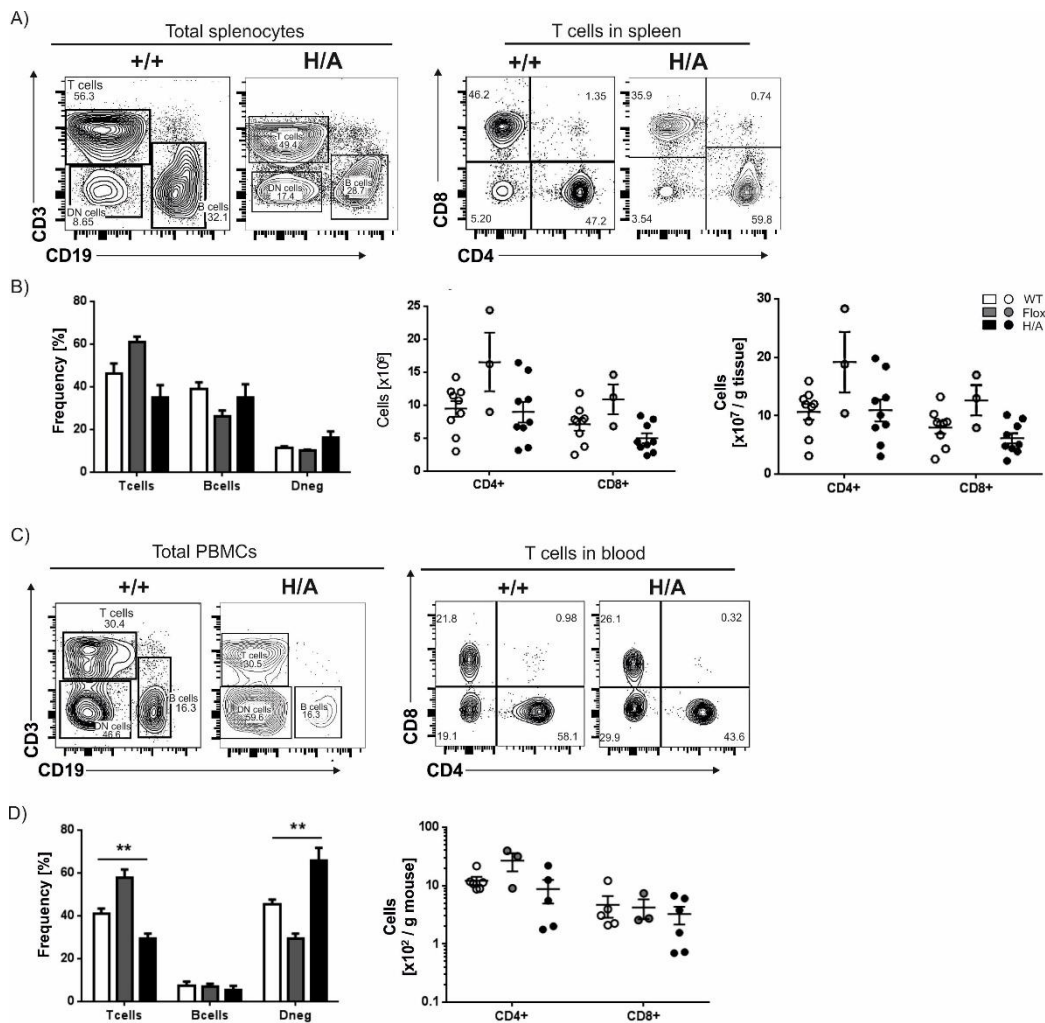 A)
Total splenocytes
T cells in spleen
+/+
H/A
+/+
H/A
T cells
56.3
T cells
49.4
DN cells
8.65
B cells
32.1
DN cells
17.4
B cells
28.7
CD3
CD19
46.2
1.35
5.20
47.2
35.9
0.74
3.54
59.8
CD8
CD4
B)
Frequency [%]
80
60
40
20
0
Tcells
Bcells
Dneg
Cells [x10⁶]
25
20
15
10
5
0
CD4+
CD8+
Cells
[x10⁷ / g tissue]
30
20
10
0
CD4+
CD8+
WT
Flox
H/A
C)
Total PBMCs
T cells in blood
+/+
H/A
+/+
H/A
T cells
30.4
T cells
30.5
B cells
16.3
DN cells
46.6
DN cells
59.6
B cells
16.3
CD3
CD19
21.8
0.98
19.1
58.1
26.1
0.32
29.9
43.6
CD8
CD4
D)
Frequency [%]
80
60
40
20
0
**
**
Tcells
Bcells
Dneg
Cells
[x10² / g mouse]
100
10
1
0.1
CD4+
CD8+